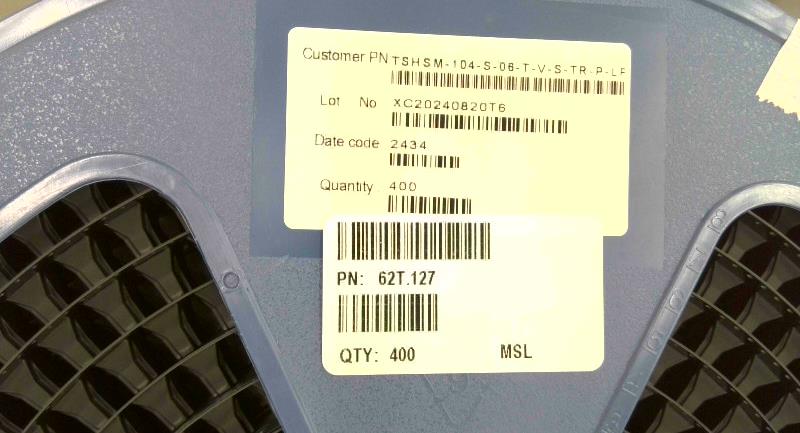 Customer PN TSHSM-104-S-06-T-V-S-TR-P-LF
Lot No XC20240820T6
Date code 2434
Quantity 400
PN: 62T.127
QTY: 400 MSL